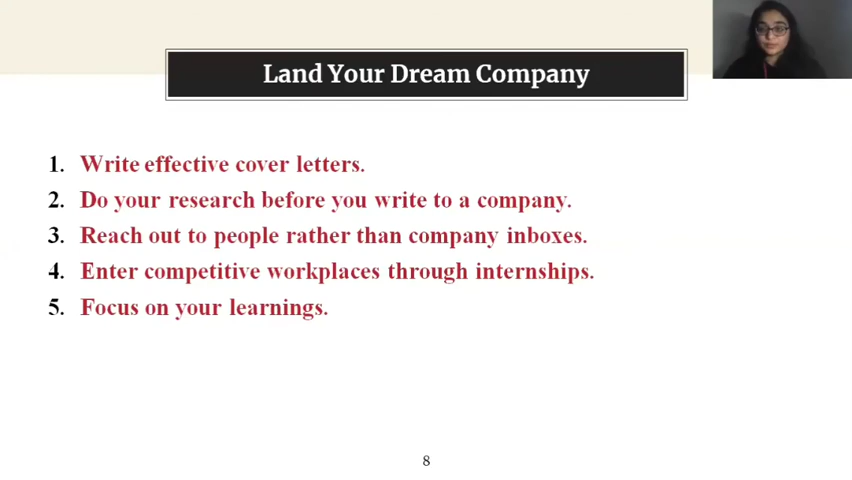 Land Your Dream Company
1. Write effective cover letters.
2. Do your research before you write to a company.
3. Reach out to people rather than company inboxes.
4. Enter competitive workplaces through internships.
5. Focus on your learnings.
8